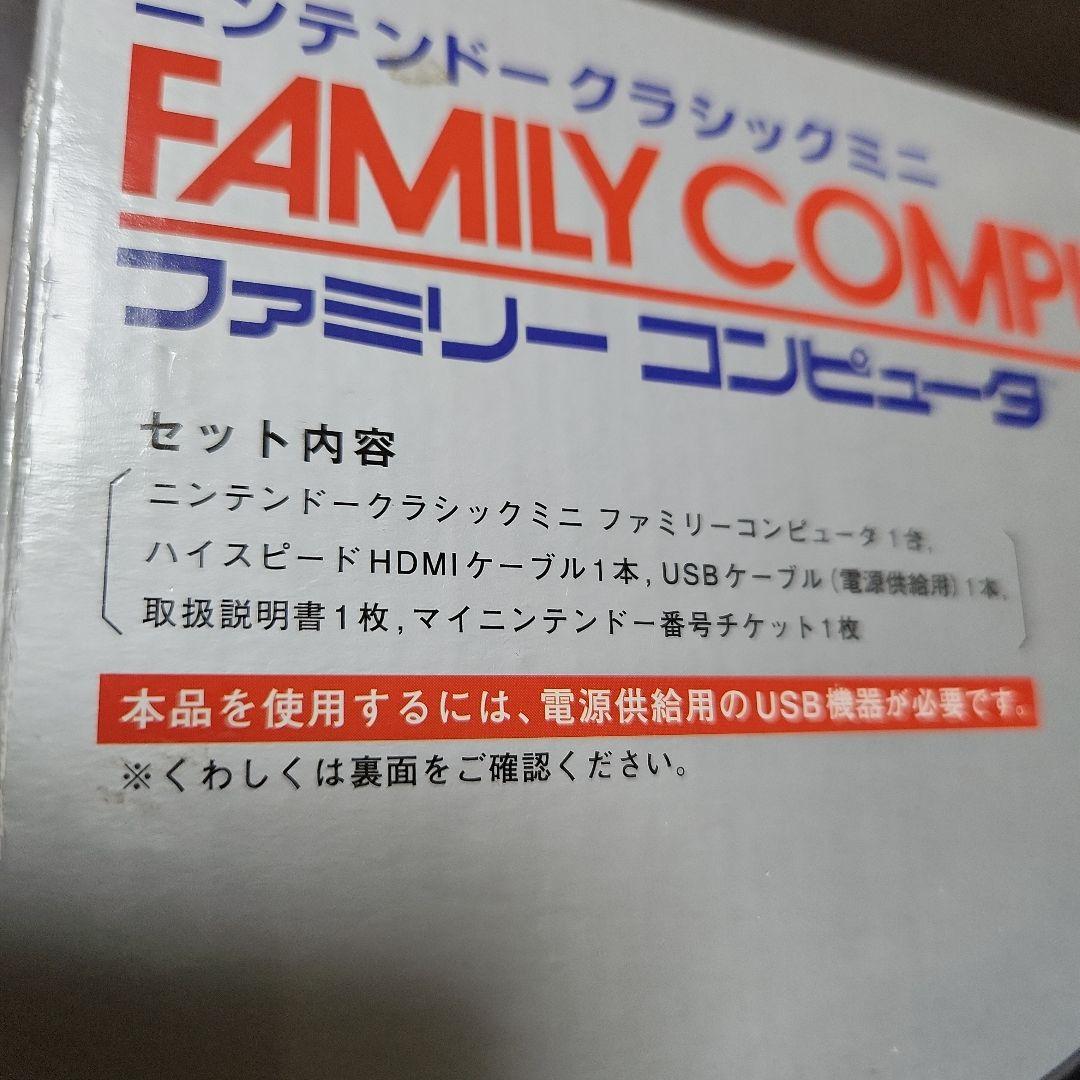 ニンテンドークラシックミニ
FAMILY COMPU
ファミリー コンピュータ
セット内容
ニンテンドークラシックミニ ファミリーコンピュータ1台,
ハイスピードHDMIケーブル1本, USBケーブル(電源供給用)1本,
取扱説明書1枚, マイニンテンドー番号チケット1枚
本品を使用するには、電源供給用のUSB機器が必要です。
※くわしくは裏面をご確認ください。